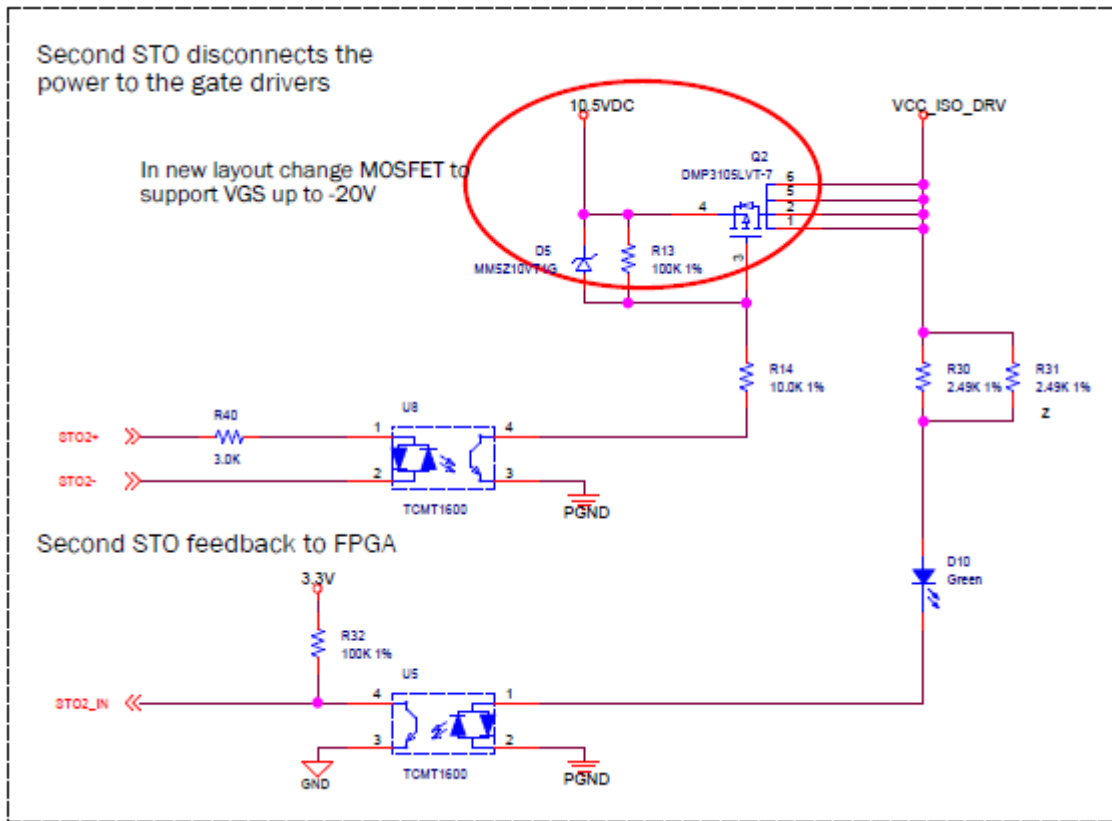 Second STO disconnects the
power to the gate drivers
10.5VDC
VCC_ISO_DRV
In new layout change MOSFET to
support VGS up to -20V
Q2
DMP3105LVT-7
6
5
4
2
1
3
D5
MM5Z10VT1G
R13
100K 1%
R14
10.0K 1%
R30
2.49K 1%
R31
2.49K 1%
Z
R40
3.0K
U8
STO2+
1
4
STO2-
2
3
TCMT1600
PGND
Second STO feedback to FPGA
3.3V
D10
Green
R32
100K 1%
U5
STO2_IN
4
1
3
2
GND
TCMT1600
PGND